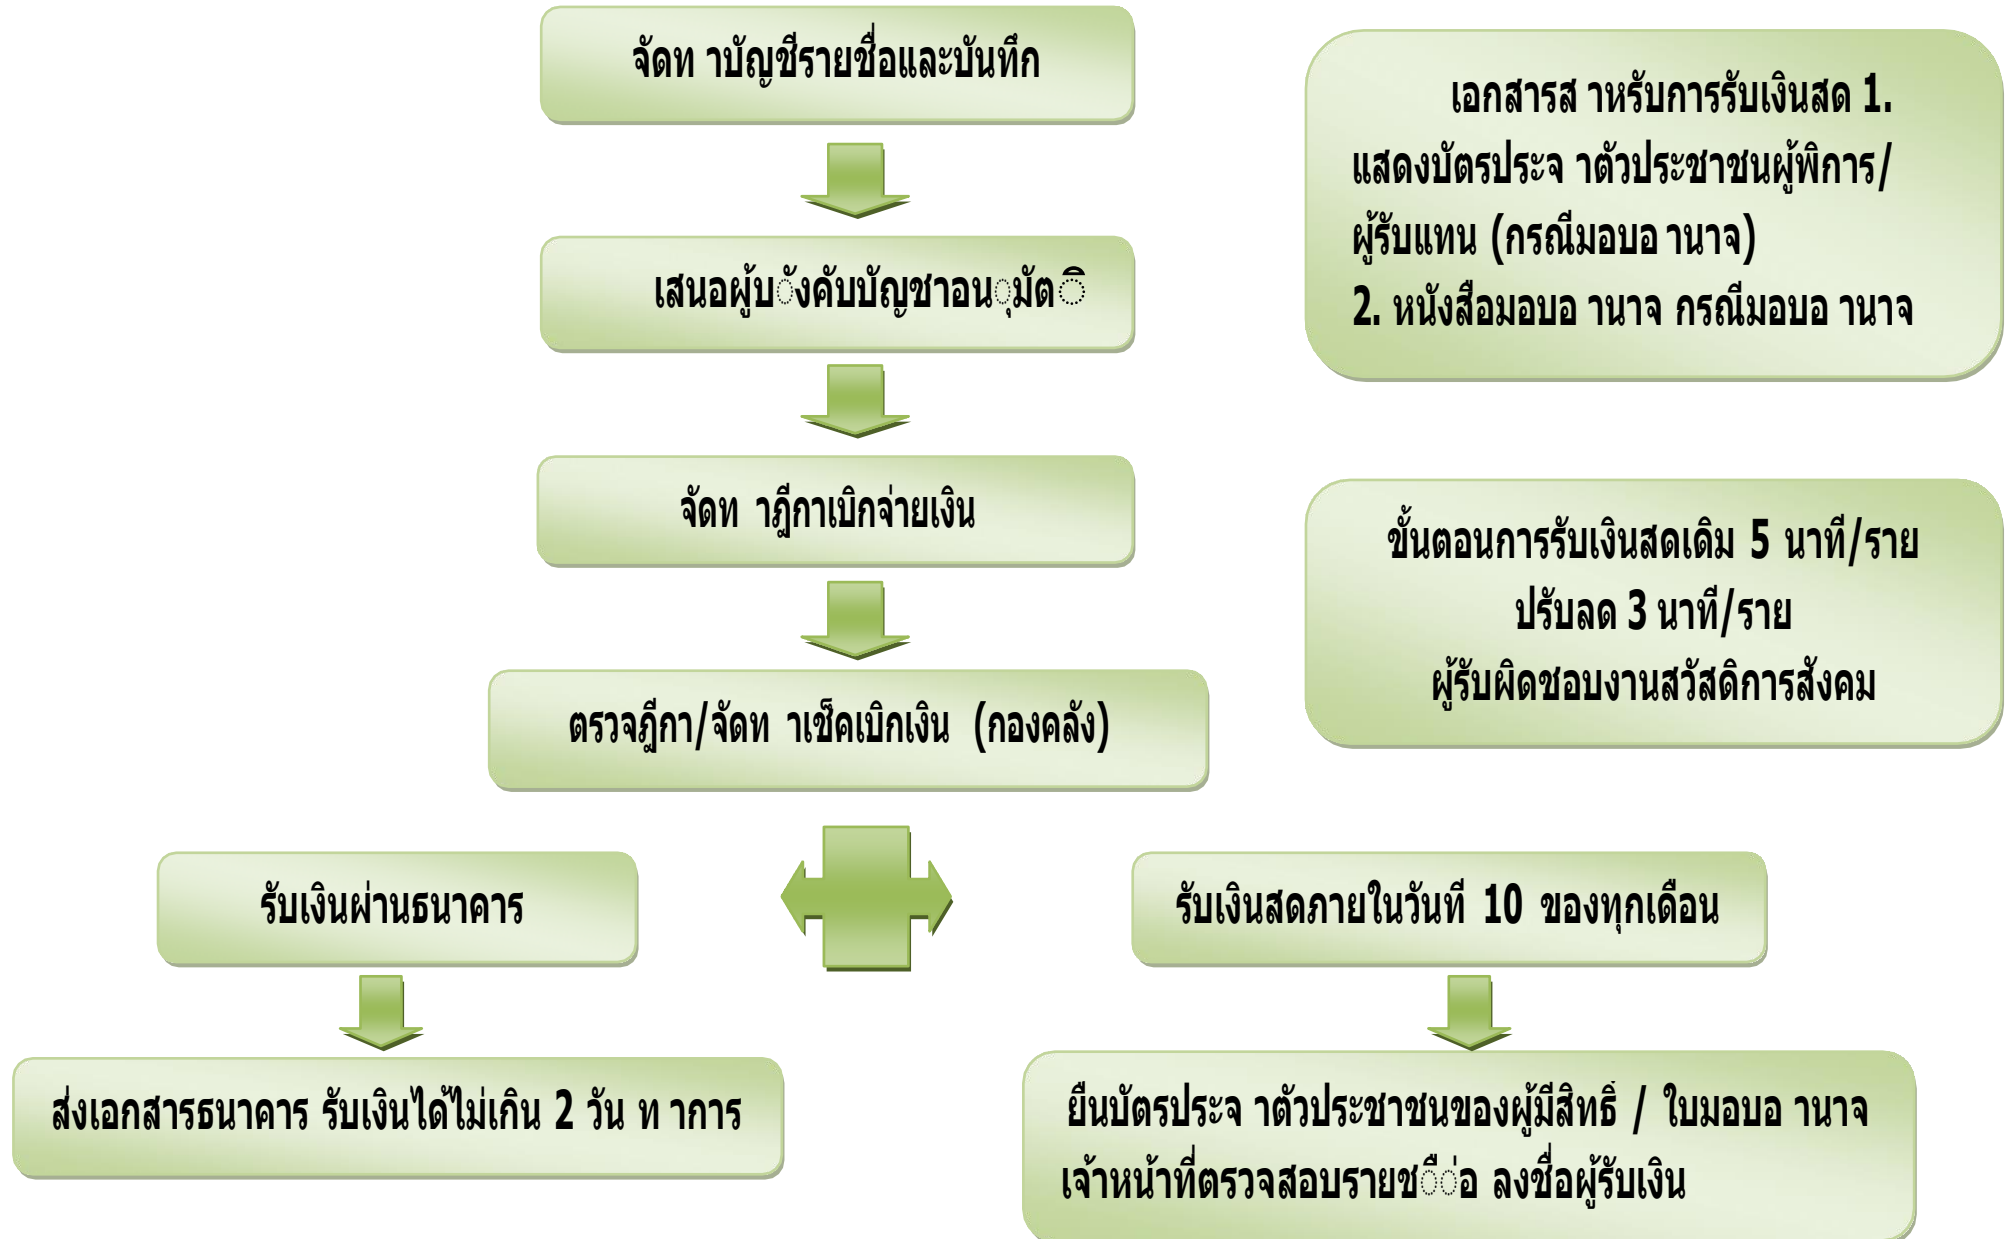 จัดท าบัญชีรายชื่อและบันทึก
เสนอผู้บังคับบัญชาอนุมัติ
จัดท าฎีกาเบิกจ่ายเงิน
ตรวจฎีกา/จัดท าเช็คเบิกเงิน (กองคลัง)
รับเงินผ่านธนาคาร
ส่งเอกสารธนาคาร รับเงินได้ไม่เกิน 2 วัน ท าการ
รับเงินสดภายในวันที่ 10 ของทุกเดือน
ยื่นบัตรประจ าตัวประชาชนของผู้มีสิทธิ์ / ใบมอบอ านาจ
เจ้าหน้าที่ตรวจสอบรายชื่อ ลงชื่อผู้รับเงิน
เอกสารส าหรับการรับเงินสด 1.
แสดงบัตรประจ าตัวประชาชนผู้พิการ/
ผู้รับแทน (กรณีมอบอ านาจ)
2. หนังสือมอบอ านาจ กรณีมอบอ านาจ
ขั้นตอนการรับเงินสดเดิม 5 นาที/ราย
ปรับลด 3 นาที/ราย
ผู้รับผิดชอบงานสวัสดิการสังคม